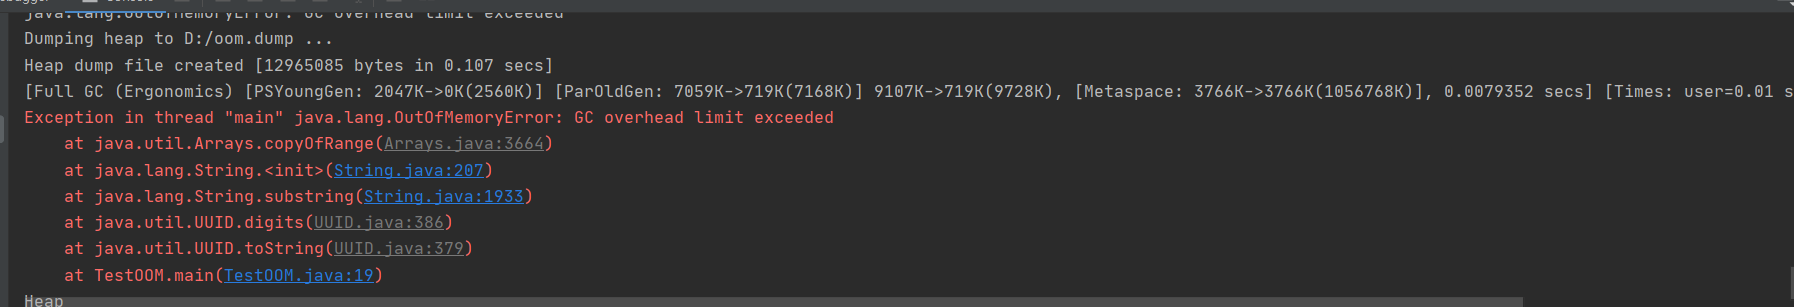 java.lang.OutOfMemoryError: GC overhead limit exceeded
Dumping heap to D:/oom.dump ...
Heap dump file created [12965085 bytes in 0.107 secs]
[Full GC (Ergonomics) [PSYoungGen: 2047K->0K(2560K)] [ParOldGen: 7059K->719K(7168K)] 9107K->719K(9728K), [Metaspace: 3766K->3766K(1056768K)], 0.0079352 secs] [Times: user=0.01 s
Exception in thread "main" java.lang.OutOfMemoryError: GC overhead limit exceeded
at java.util.Arrays.copyOfRange(Arrays.java:3664)
at java.lang.String.<init>(String.java:207)
at java.lang.String.substring(String.java:1933)
at java.util.UUID.digits(UUID.java:386)
at java.util.UUID.toString(UUID.java:379)
at TestOOM.main(TestOOM.java:19)
Heap